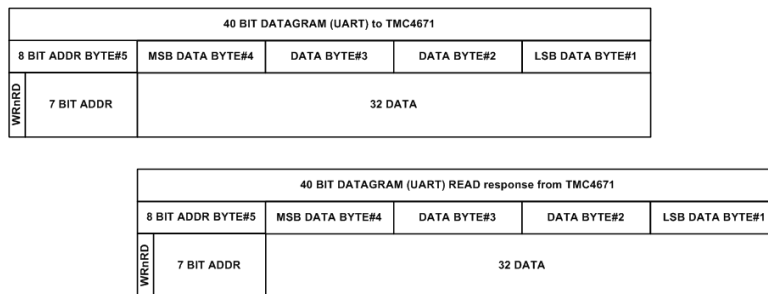 40 BIT DATAGRAM (UART) to TMC4671
8 BIT ADDR BYTE#5 MSB DATA BYTE#4 DATA BYTE#3 DATA BYTE#2 LSB DATA BYTE#1
WRnRD 7 BIT ADDR 32 DATA
40 BIT DATAGRAM (UART) READ response from TMC4671
8 BIT ADDR BYTE#5 MSB DATA BYTE#4 DATA BYTE#3 DATA BYTE#2 LSB DATA BYTE#1
WRnRD 7 BIT ADDR 32 DATA